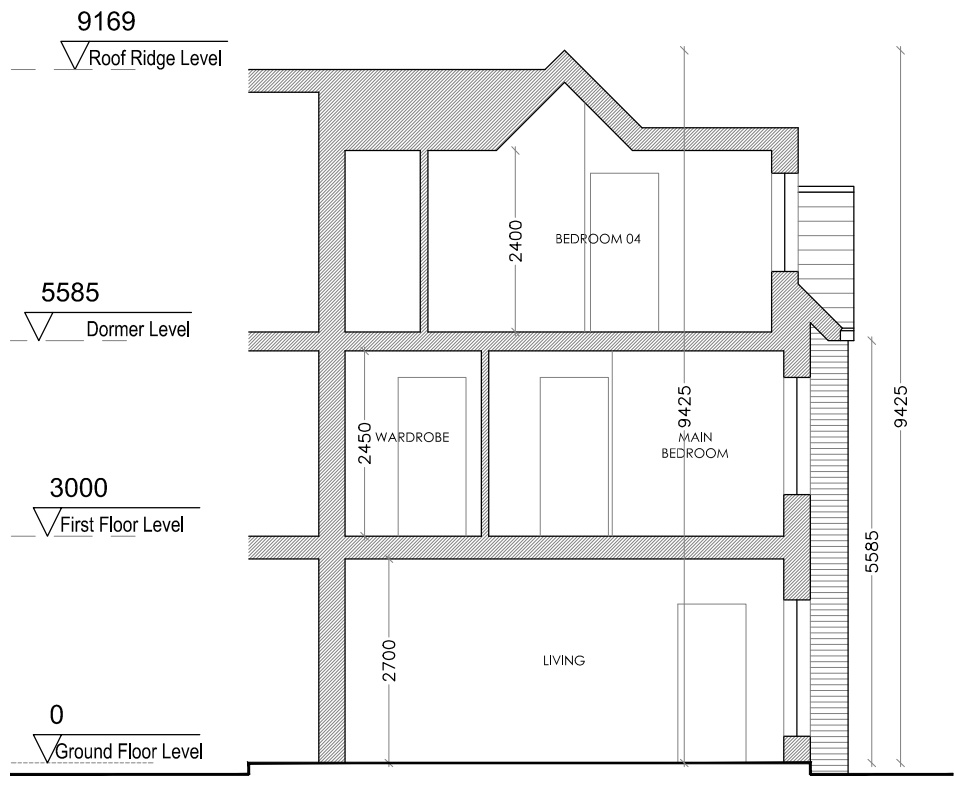 9169
Roof Ridge Level
BEDROOM 04
2400
5585
Dormer Level
9425
9425
WARDROBE
2450
MAIN
BEDROOM
3000
First Floor Level
5585
2700
LIVING
0
Ground Floor Level